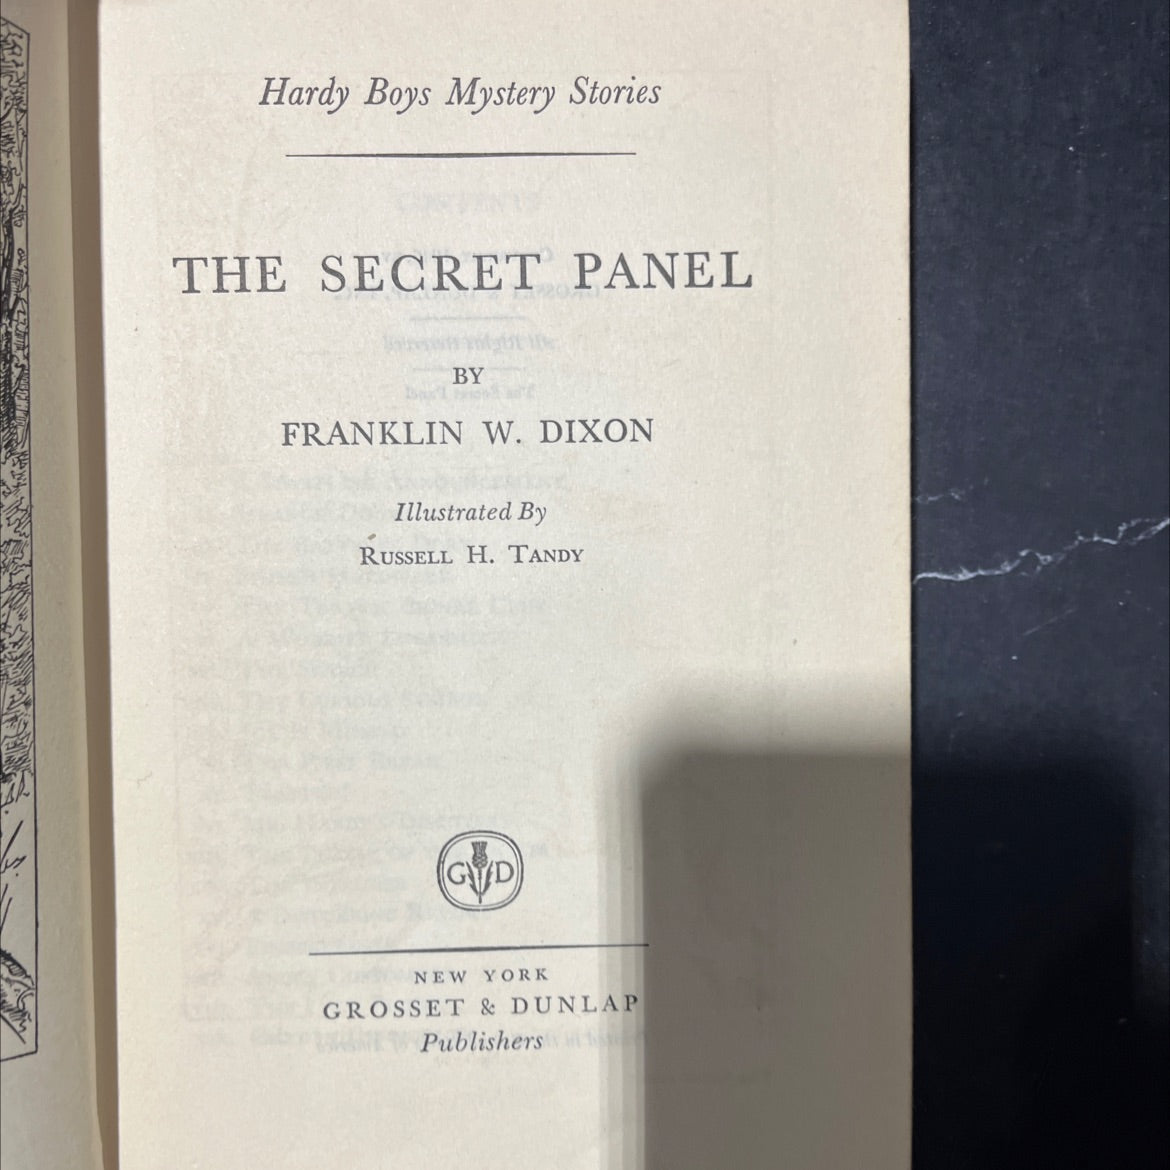 Hardy Boys Mystery Stories
THE SECRET PANEL
BY
FRANKLIN W. DIXON
Illustrated By
RUSSELL H. TANDY
G D
NEW YORK
GROSSET & DUNLAP
Publishers